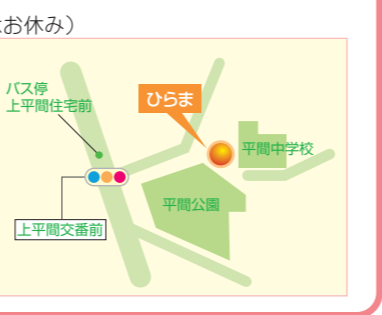 はお休み）
バス停
上平間住宅前
ひらま
平間中学校
平間公園
上平間交番前